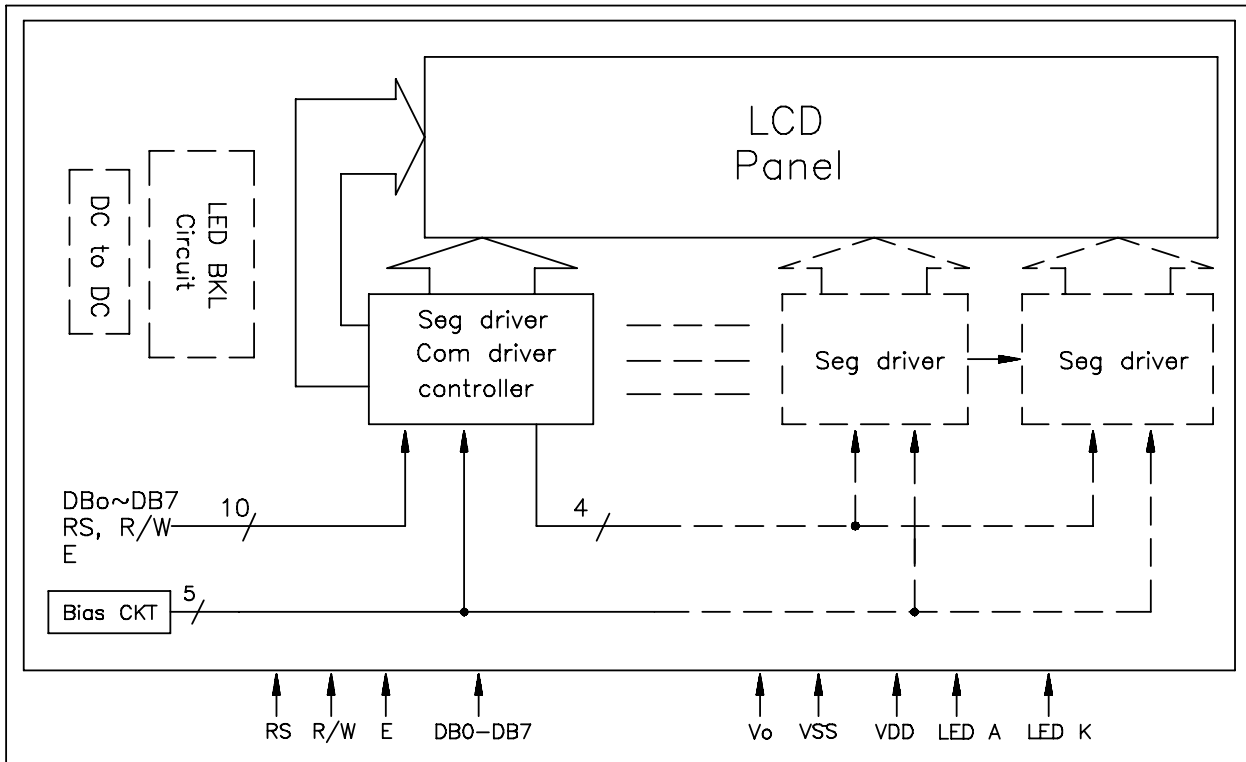 LCD
Panel
DC to DC
LED BKL
Circuit
Seg driver
Com driver
controller
Seg driver
Seg driver
DBo~DB7
RS, R/W
E
10
4
Bias CKT
5
RS
R/W
E
DB0-DB7
Vo
VSS
VDD
LED A
LED K